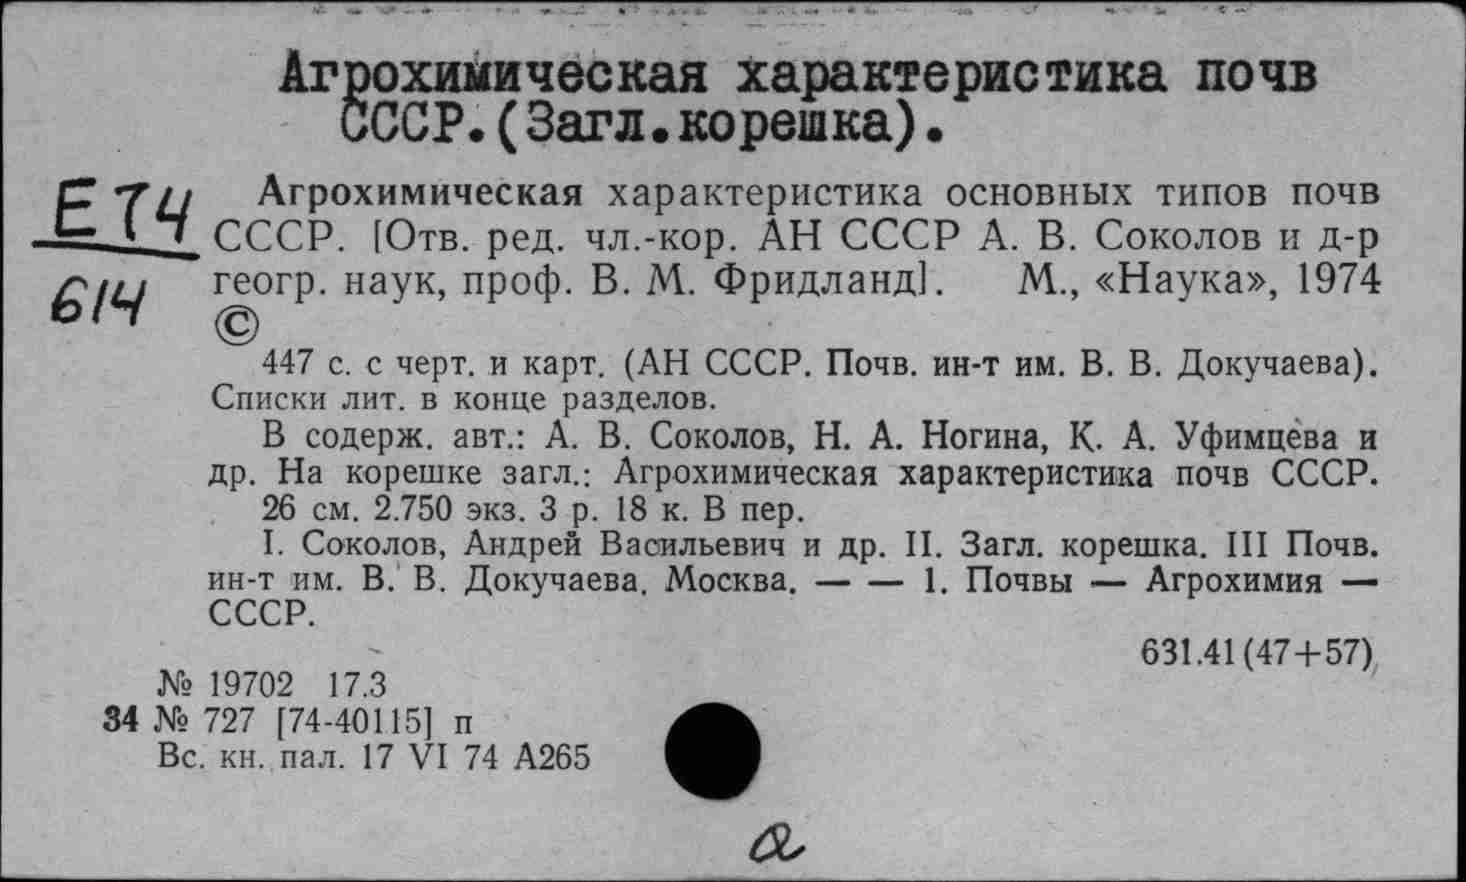 Агрохимическая характеристика почв
СССР.(Загл.корешка).
Е74
614
Агрохимическая характеристика основных типов почв
СССР. [Отв. ред. чл.-кор. АН СССР А. В. Соколов и д-р
геогр. наук, проф. В. М. Фридланд]. М., «Наука», 1974
©
447 с. с черт. и карт. (АН СССР. Почв. ин-т им. В. В. Докучаева).
Списки лит. в конце разделов.
В содерж. авт.: А. В. Соколов, Н. А. Ногина, К. А. Уфимцева и
др. На корешке загл.: Агрохимическая характеристика почв СССР.
26 см. 2.750 экз. 3 р. 18 к. В пер.
I. Соколов, Андрей Васильевич и др. II. Загл. корешка. III Почв.
ин-т им. В. В. Докучаева. Москва. — — 1. Почвы — Агрохимия —
СССР.
631.41(47+57)
№ 19702 17.3
34 № 727 [74-40115] п
Вс. кн. пал. 17 VI 74 А265